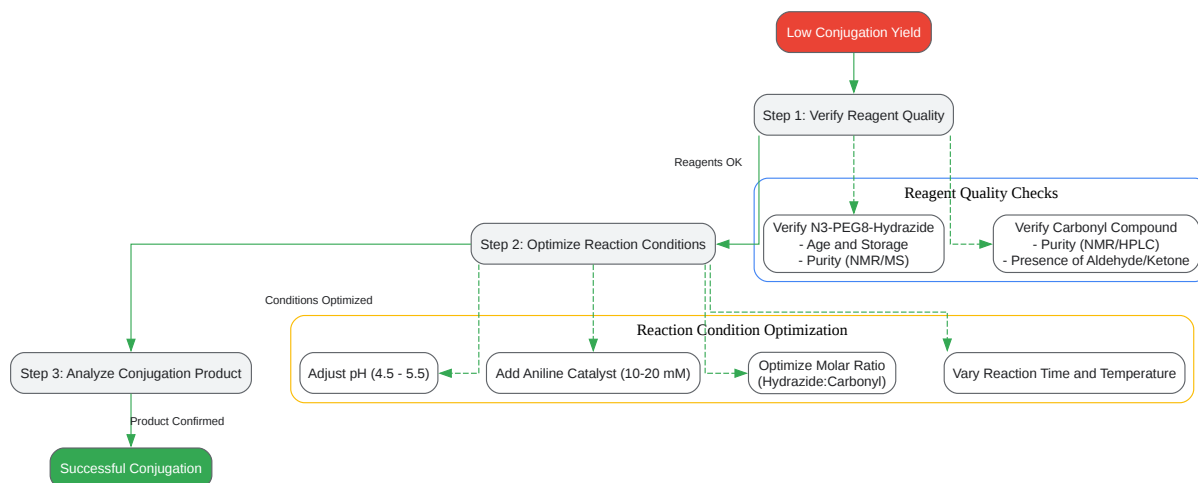 Low Conjugation Yield
Step 1: Verify Reagent Quality
Reagents OK
Reagent Quality Checks
Verify N3-PEG8-Hydrazide
- Age and Storage
- Purity (NMR/MS)
Verify Carbonyl Compound
- Purity (NMR/HPLC)
- Presence of Aldehyde/Ketone
Step 2: Optimize Reaction Conditions
Conditions Optimized
Reaction Condition Optimization
Adjust pH (4.5 - 5.5)
Add Aniline Catalyst (10-20 mM)
Optimize Molar Ratio
(Hydrazide:Carbonyl)
Vary Reaction Time and Temperature
Step 3: Analyze Conjugation Product
Product Confirmed
Successful Conjugation